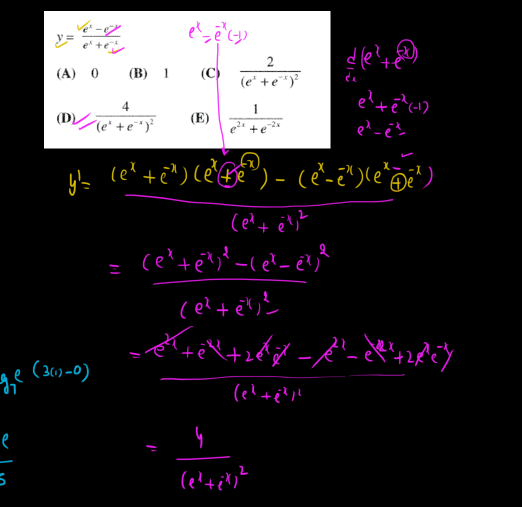 y = (e^x − e^−x)/(e^x + e^−x)
e^x − e^−x(−1)
(A) 0 (B) 1 (C) 2/(e^x + e^−x)²
(D) 4/(e^x + e^−x)² (E) 1/(e^2x + e^−2x)
d/dx (e^x + e^−x)
e^x + e^−x(−1)
e^x − e^−x
y' = ((e^x + e^−x)(e^x + e^−x) − (e^x − e^−x)(e^x − e^−x))/(e^x + e^−x)²
= ((e^x + e^−x)² − (e^x − e^−x)²)/(e^x + e^−x)²
= (e^2x + e^−2x + 2e^x e^−x − e^2x − e^−2x + 2e^x e^−x)/(e^x + e^−x)²
e (3(1)−0)
= 4/(e^x + e^−x)²
e
5